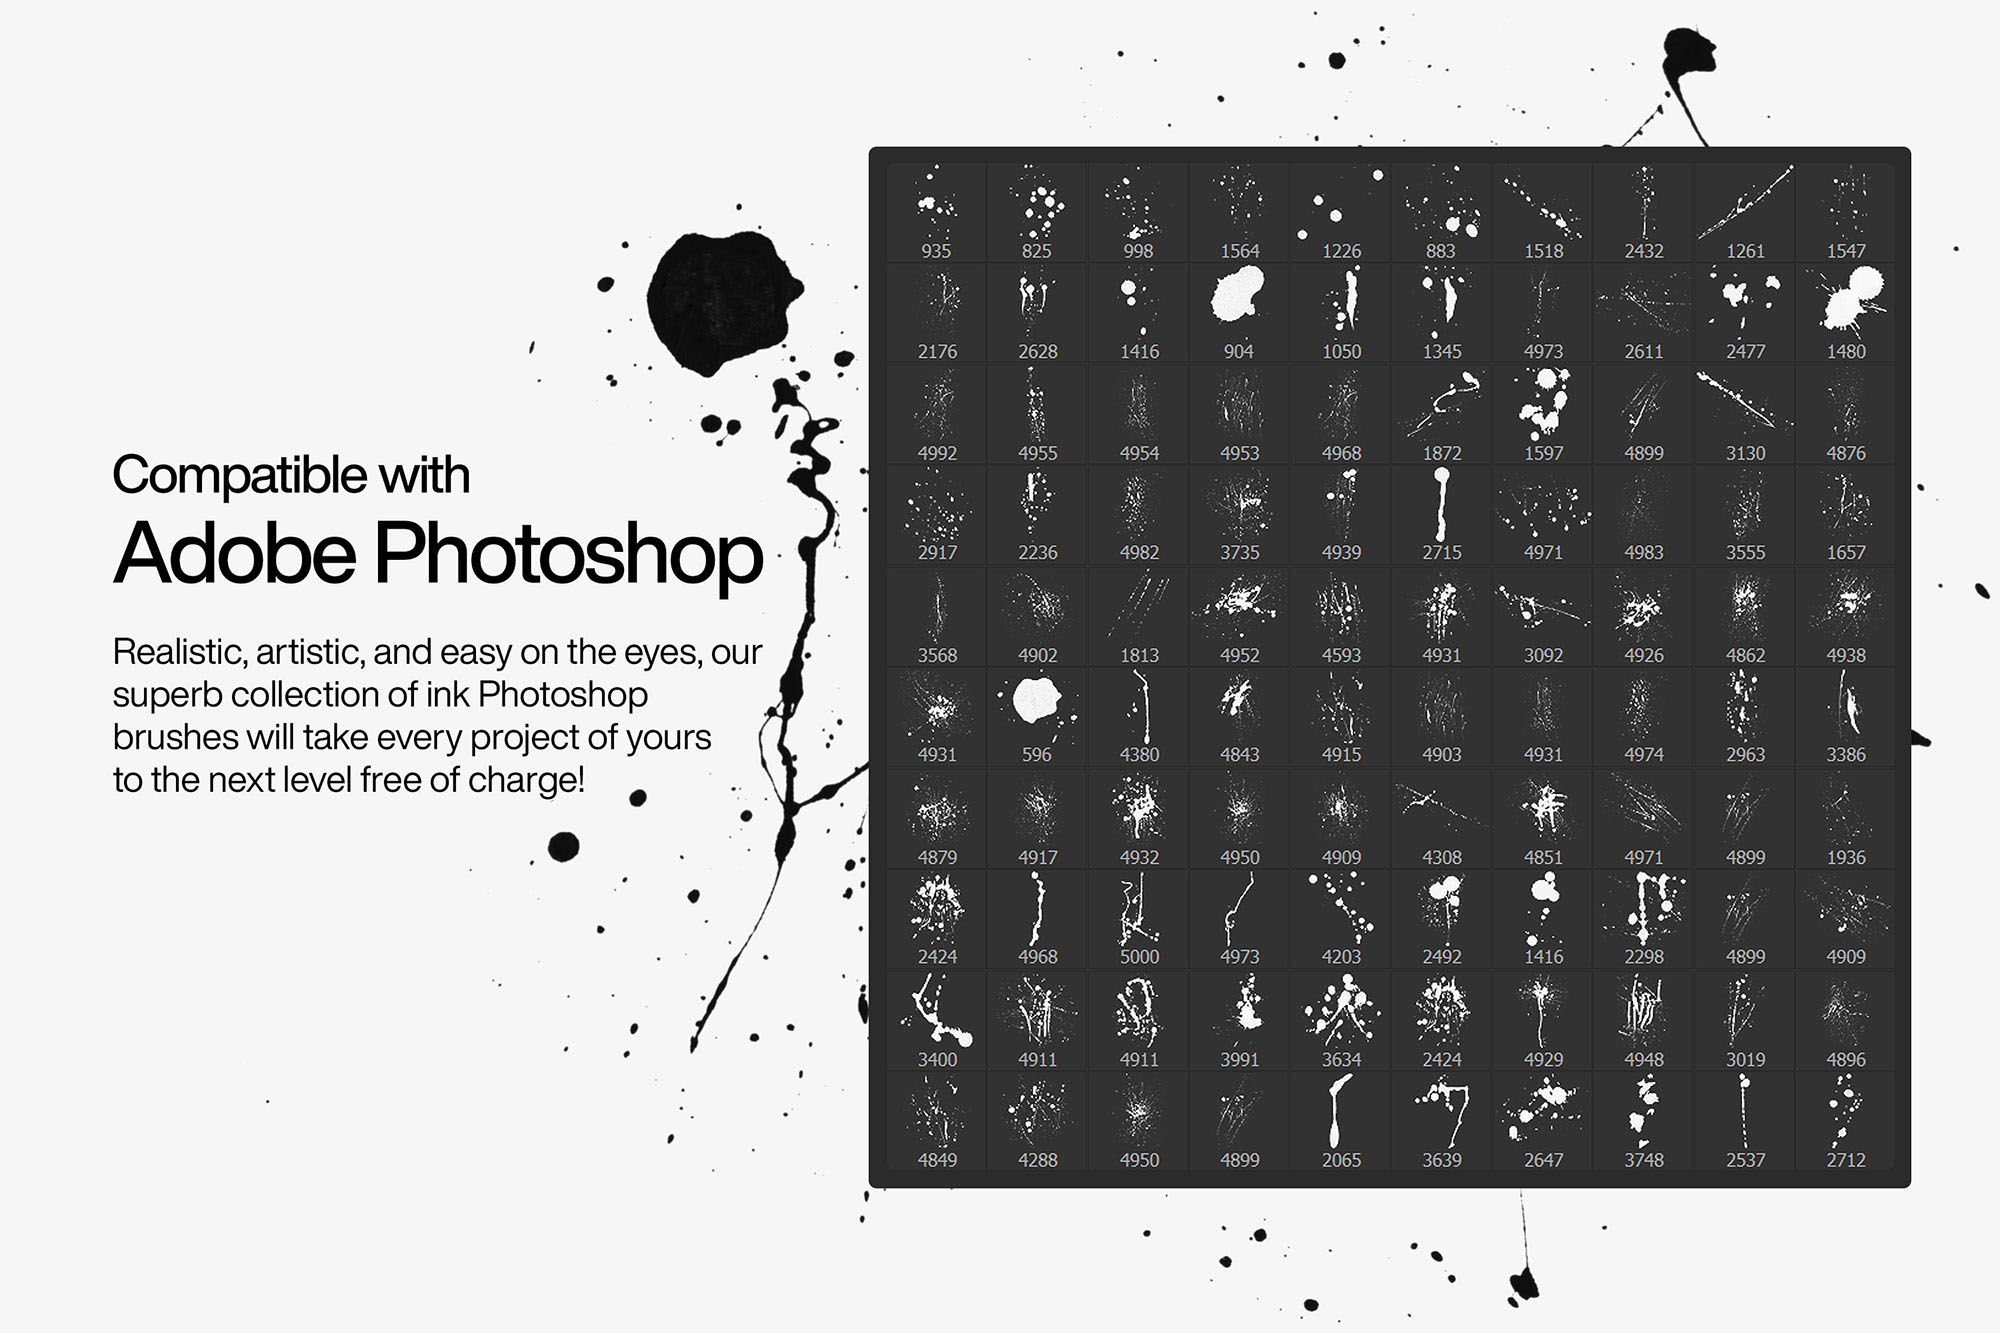 Compatible with
Adobe Photoshop
Realistic, artistic, and easy on the eyes, our
superb collection of ink Photoshop
brushes will take every project of yours
to the next level free of charge!
935 825 998 1564 1226 883 1518 2432 1261 1547
2176 2628 1416 904 1050 1345 4973 2611 2477 1480
4992 4955 4954 4953 4968 1872 1597 4899 3130 4876
2917 2236 4982 3735 4939 2715 4971 4983 3555 1657
3568 4902 1813 4952 4593 4931 3092 4926 4862 4938
4931 596 4380 4843 4915 4903 4931 4974 2963 3386
4879 4917 4932 4950 4909 4308 4851 4971 4899 1936
2424 4968 5000 4973 4203 2492 1416 2298 4899 4909
3400 4911 4911 3991 3634 2424 4929 4948 3019 4896
4849 4288 4950 4899 2065 3639 2647 3748 2537 2712